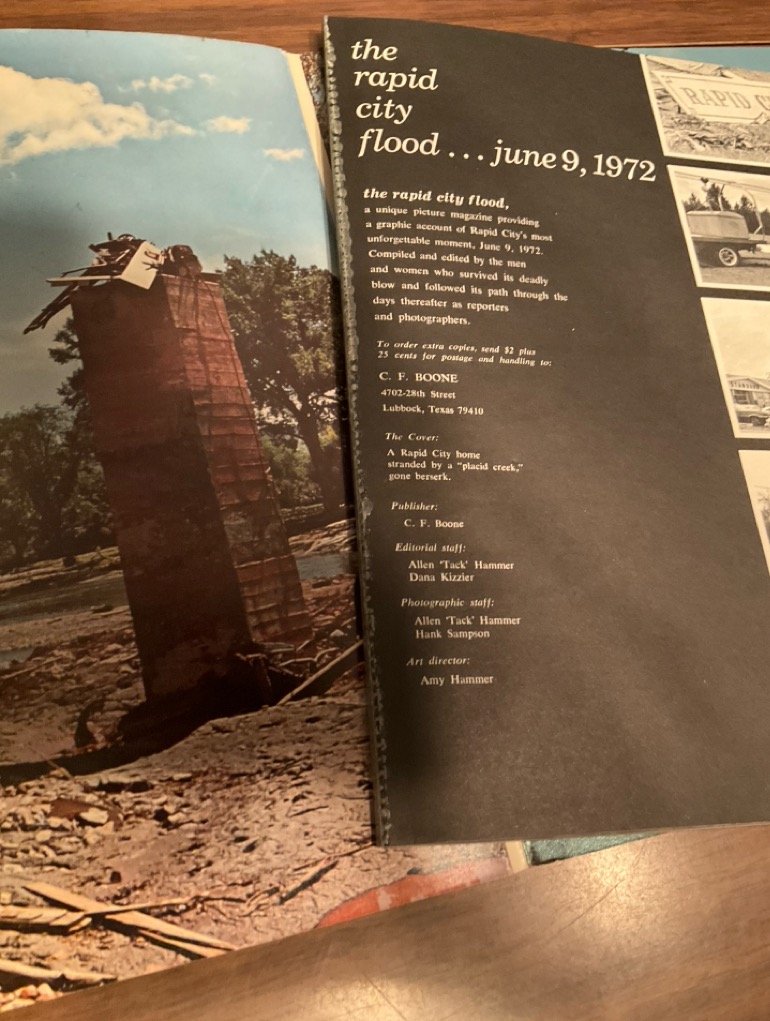 the
rapid
city
flood . . . june 9, 1972
the rapid city flood,
a unique picture magazine providing
a graphic account of Rapid City's most
unforgettable moment, June 9, 1972.
Compiled and edited by the men
and women who survived its deadly
blow and followed its path through the
days thereafter as reporters
and photographers.
To order extra copies, send $2 plus
25 cents for postage and handling to:
C. F. BOONE
4702-28th Street
Lubbock, Texas 79410
The Cover:
A Rapid City home
stranded by a "placid creek,"
gone berserk.
Publisher:
C. F. Boone
Editorial staff:
Allen 'Tack' Hammer
Dana Kizzier
Photographic staff:
Allen 'Tack' Hammer
Hank Sampson
Art director:
Amy Hammer
RAPID C
STANDARD